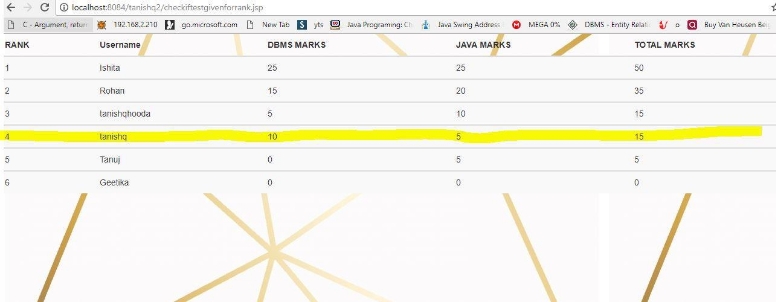 localhost:8084/tanishq2/checkiftestgivenforrank.jsp
C - Argument, return 192.168.2.210 go.microsoft.com New Tab yts Java Programing: Ch Java Swing Address MEGA 0% DBMS - Entity Relati o Buy Van Heusen Bei
RANK Username DBMS MARKS JAVA MARKS TOTAL MARKS
1 Ishita 25 25 50
2 Rohan 15 20 35
3 tanishqhooda 5 10 15
4 tanishq 10 5 15
5 Tanuj 0 5 5
6 Geetika 0 0 0